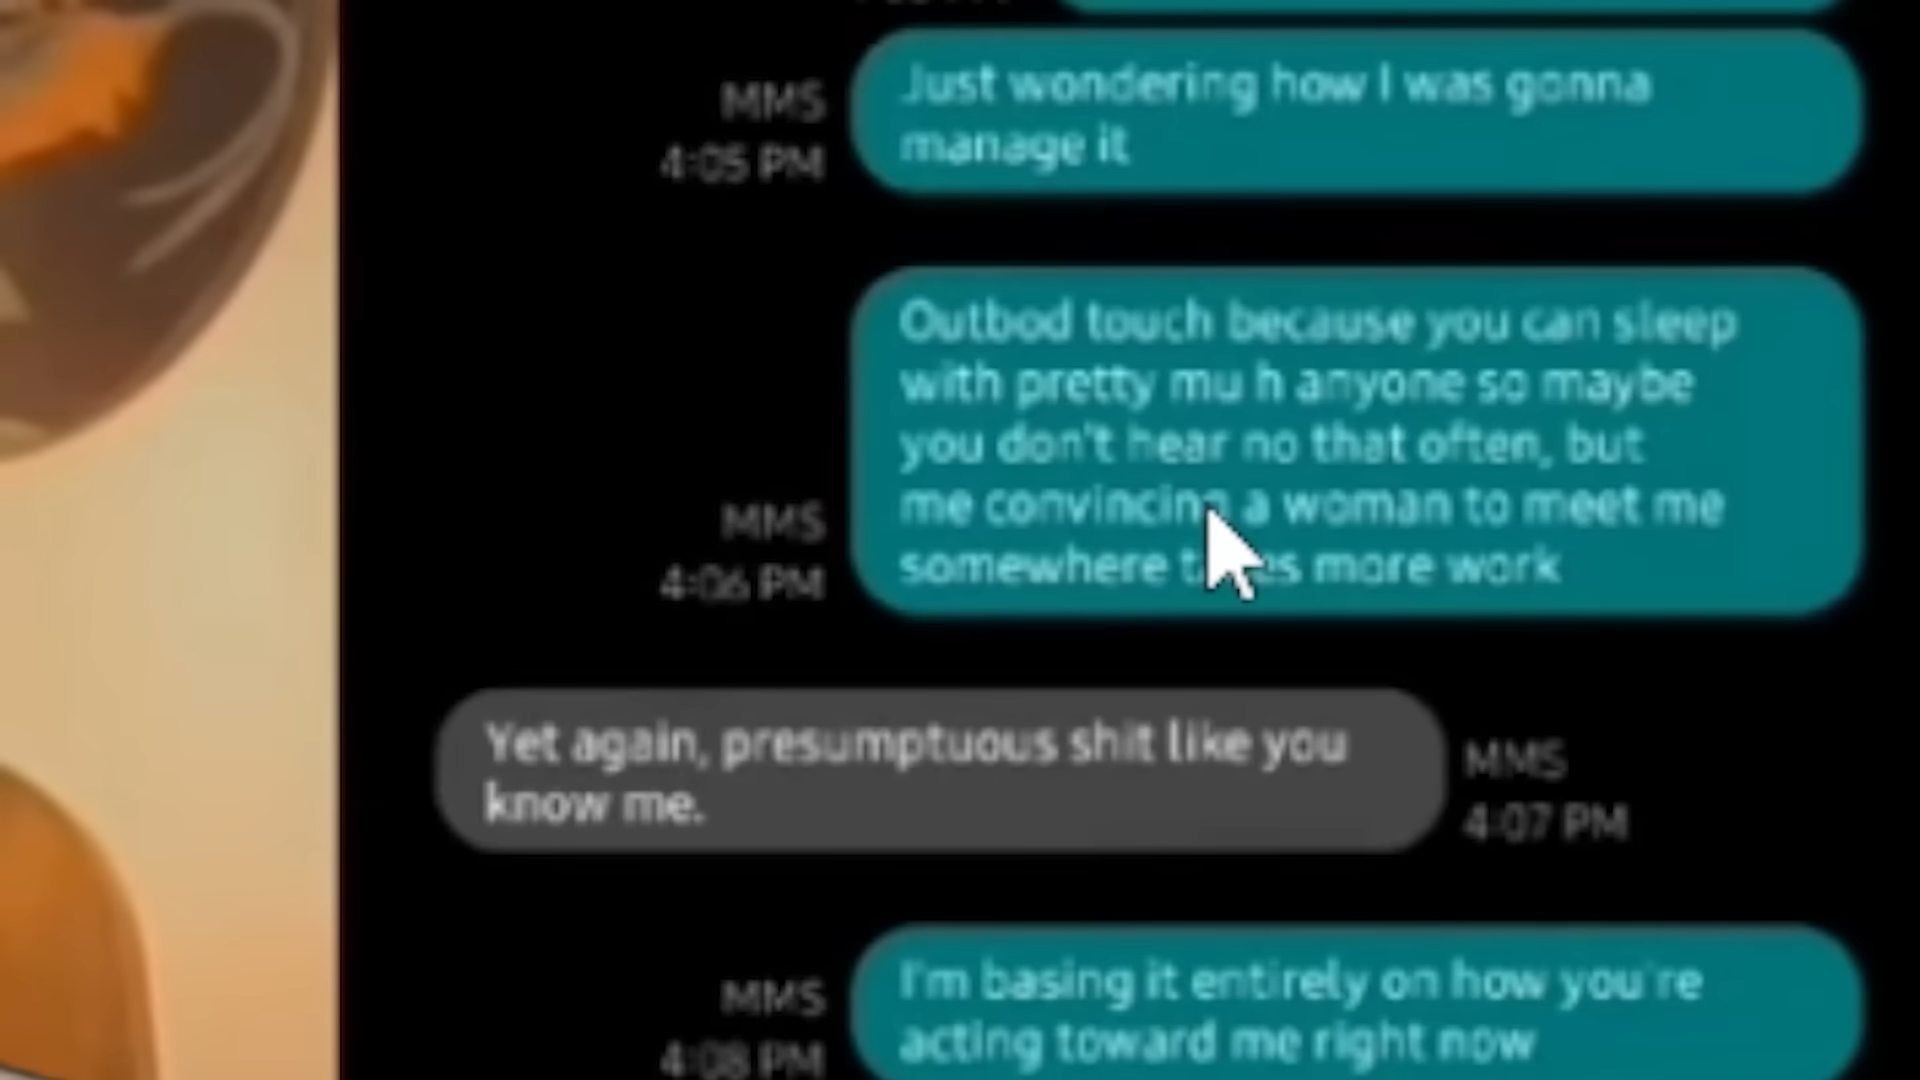 MMS
4:05 PM
Just wondering how I was gonna
manage it
Outbod touch because you can sleep
with pretty mu h anyone so maybe
you don't hear no that often, but
me convincing a woman to meet me
somewhere takes more work
MMS
4:06 PM
Yet again, presumptuous shit like you
know me.
MMS
4:07 PM
I'm basing it entirely on how you're
acting toward me right now
MMS
4:08 PM